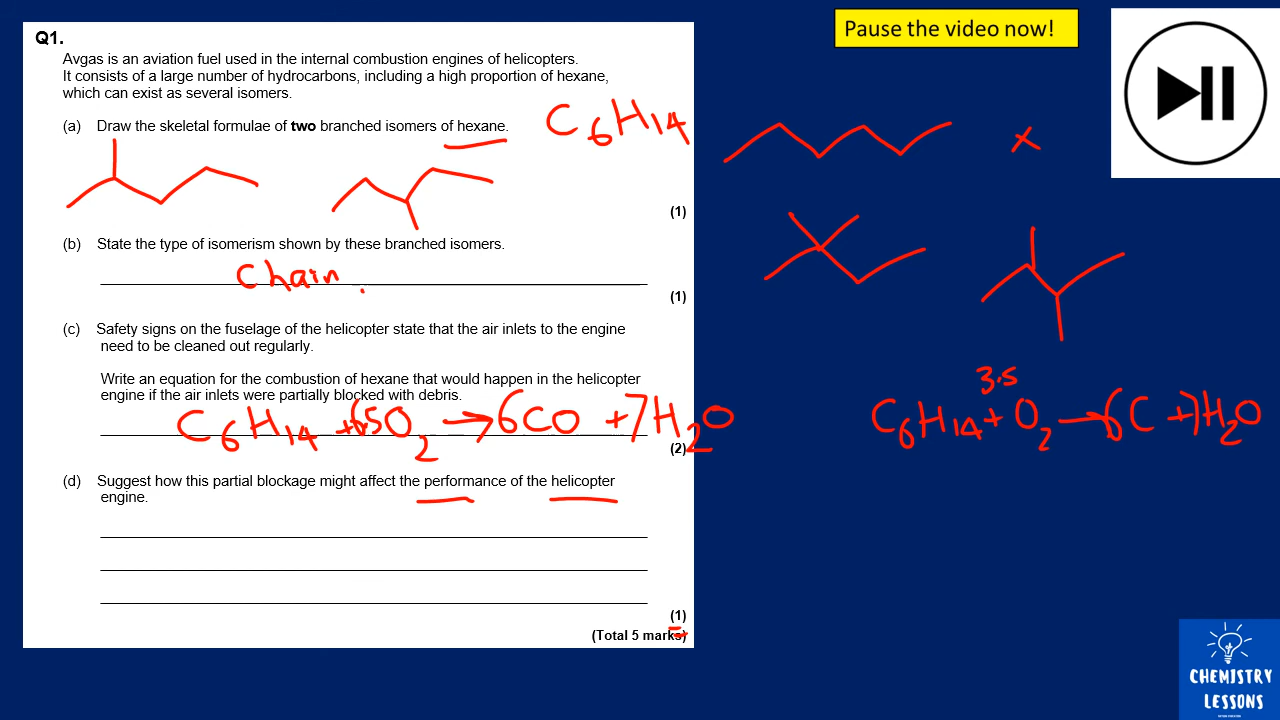 Q1.
Avgas is an aviation fuel used in the internal combustion engines of helicopters.
It consists of a large number of hydrocarbons, including a high proportion of hexane,
which can exist as several isomers.
(a) Draw the skeletal formulae of two branched isomers of hexane.
C6H14
(1)
(b) State the type of isomerism shown by these branched isomers.
Chain
(1)
(c) Safety signs on the fuselage of the helicopter state that the air inlets to the engine
need to be cleaned out regularly.
Write an equation for the combustion of hexane that would happen in the helicopter
engine if the air inlets were partially blocked with debris.
C6H14 + 6.5O2 → 6CO + 7H2O
(2)
(d) Suggest how this partial blockage might affect the performance of the helicopter
engine.
(1)
(Total 5 marks)
Pause the video now!
x
3.5
C6H14 + O2 → 6C + 7H2O
CHEMISTRY
LESSONS